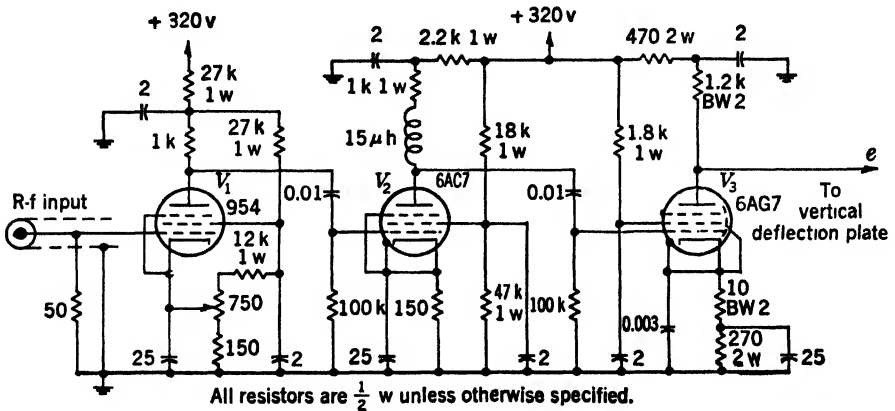 + 320 v
+ 320 v
2
27 k
1 w
2
2.2 k 1 w
470 2 w
2
2
1 k 1 w
1.2 k
BW 2
27 k
1 w
1 k
15 μh
18 k
1 w
1.8 k
1 w
e
R-f input
V₁
954
0.01
V₂
6AC7
0.01
V₃
6AG7
To
vertical
deflection plate
12 k
1 w
50
750
100 k
150
47 k
1 w
100 k
10
BW 2
0.003
150
270
2 w
25
2
25
2
2
25
All resistors are ½ w unless otherwise specified.